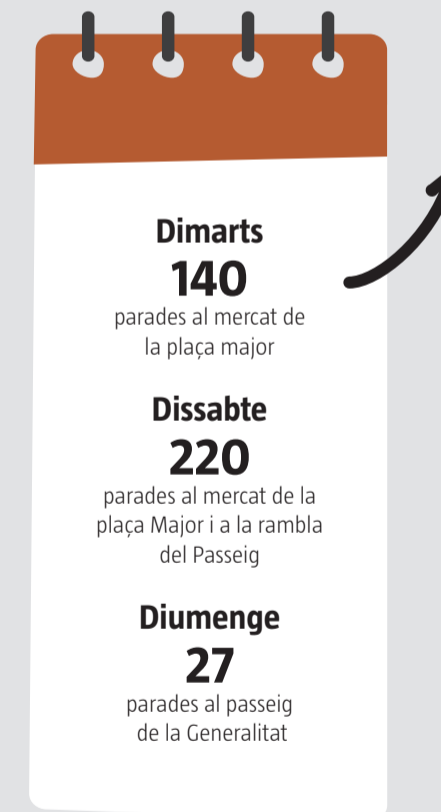 Dimarts
140
parades al mercat de
la plaça major
Dissabte
220
parades al mercat de la
plaça Major i a la rambla
del Passeig
Diumenge
27
parades al passeig
de la Generalitat